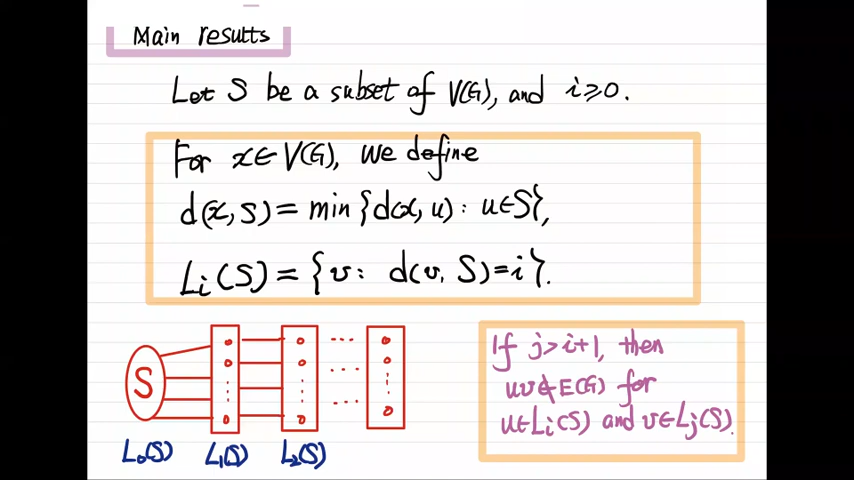 Main results
Let S be a subset of V(G), and i≥0.
For x∈V(G), we define
d(x,S)=min{d(x,u): u∈S},
Li(S)={v: d(v,S)=i}.
If j>i+1, then
uv∉E(G) for
u∈Li(S) and v∈Lj(S).
S
L₀(S) L₁(S) L₂(S)